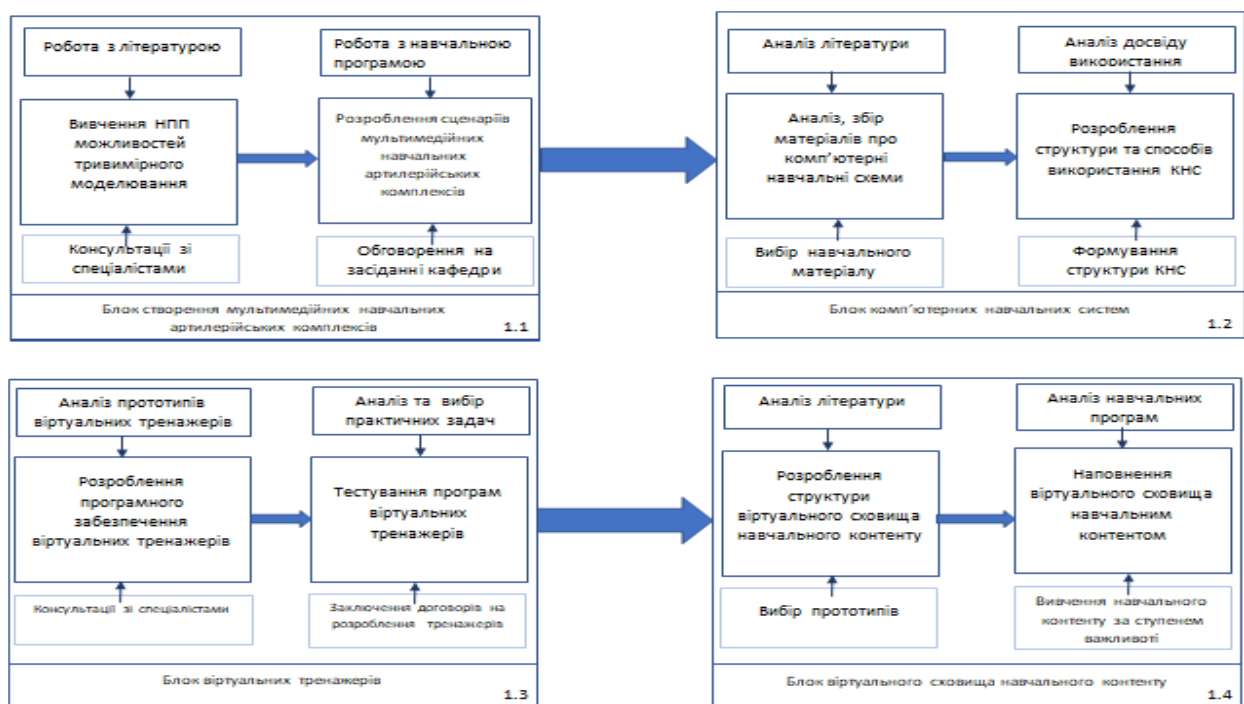 Робота з літературою
Робота з навчальною
програмою
Вивчення НПП
можливостей
тривимірного
моделювання
Розроблення сценаріїв
мультимедійних
навчальних
артилерійських
комплексів
Консультації зі
спеціалістами
Обговорення на
засіданні кафедри
Блок створення мультимедійних навчальних
артилерійських комплексів
1.1
Аналіз літератури
Аналіз досвіду
використання
Аналіз, збір
матеріалів про
комп’ютерні
навчальні схеми
Розроблення
структури та способів
використання КНС
Вибір навчального
матеріалу
Формування
структури КНС
Блок комп’ютерних навчальних систем
1.2
Аналіз прототипів
віртуальних тренажерів
Аналіз та вибір
практичних задач
Розроблення
програмного
забезпечення
віртуальних тренажерів
Тестування програм
віртуальних
тренажерів
Консультації зі спеціалістами
Заключення договорів на
розроблення тренажерів
Блок віртуальних тренажерів
1.3
Аналіз літератури
Аналіз навчальних
програм
Розроблення
структури
віртуального сховища
навчального контенту
Наповнення
віртуального сховища
навчальним
контентом
Вибір прототипів
Вивчення навчального
контенту за ступенем
важливоті
Блок віртуального сховища навчального контенту
1.4